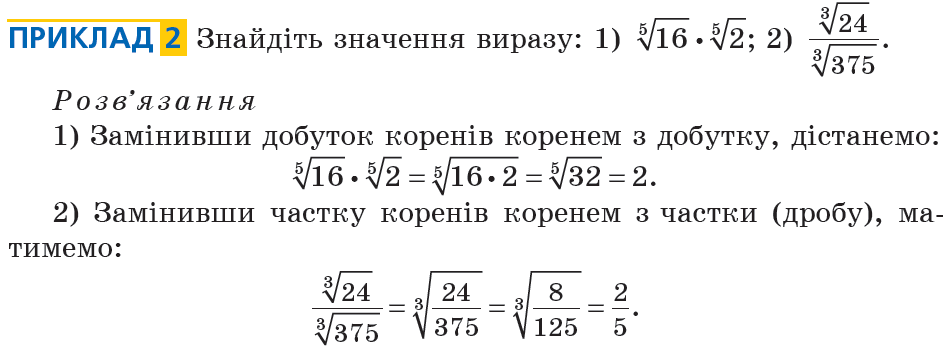 ПРИКЛАД 2 Знайдіть значення виразу: 1) $\sqrt[5]{16} \cdot \sqrt[5]{2}$; 2) $\frac{\sqrt[3]{24}}{\sqrt[3]{375}}$.
Розв’язання
1) Замінивши добуток коренів коренем з добутку, дістанемо:
$\sqrt[5]{16} \cdot \sqrt[5]{2} = \sqrt[5]{16 \cdot 2} = \sqrt[5]{32} = 2.$
2) Замінивши частку коренів коренем з частки (дробу), ма-
тимемо:
$\frac{\sqrt[3]{24}}{\sqrt[3]{375}} = \sqrt[3]{\frac{24}{375}} = \sqrt[3]{\frac{8}{125}} = \frac{2}{5}.$